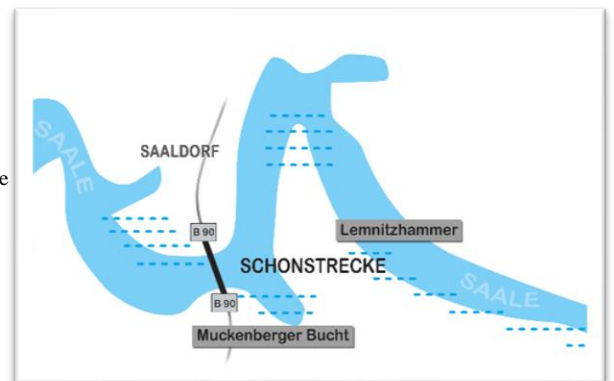 SAALE
SAALDORF
e
B 90
Lemnitzhammer
SCHONSTRECKE
SAALE
B 90
Muckenberger Bucht